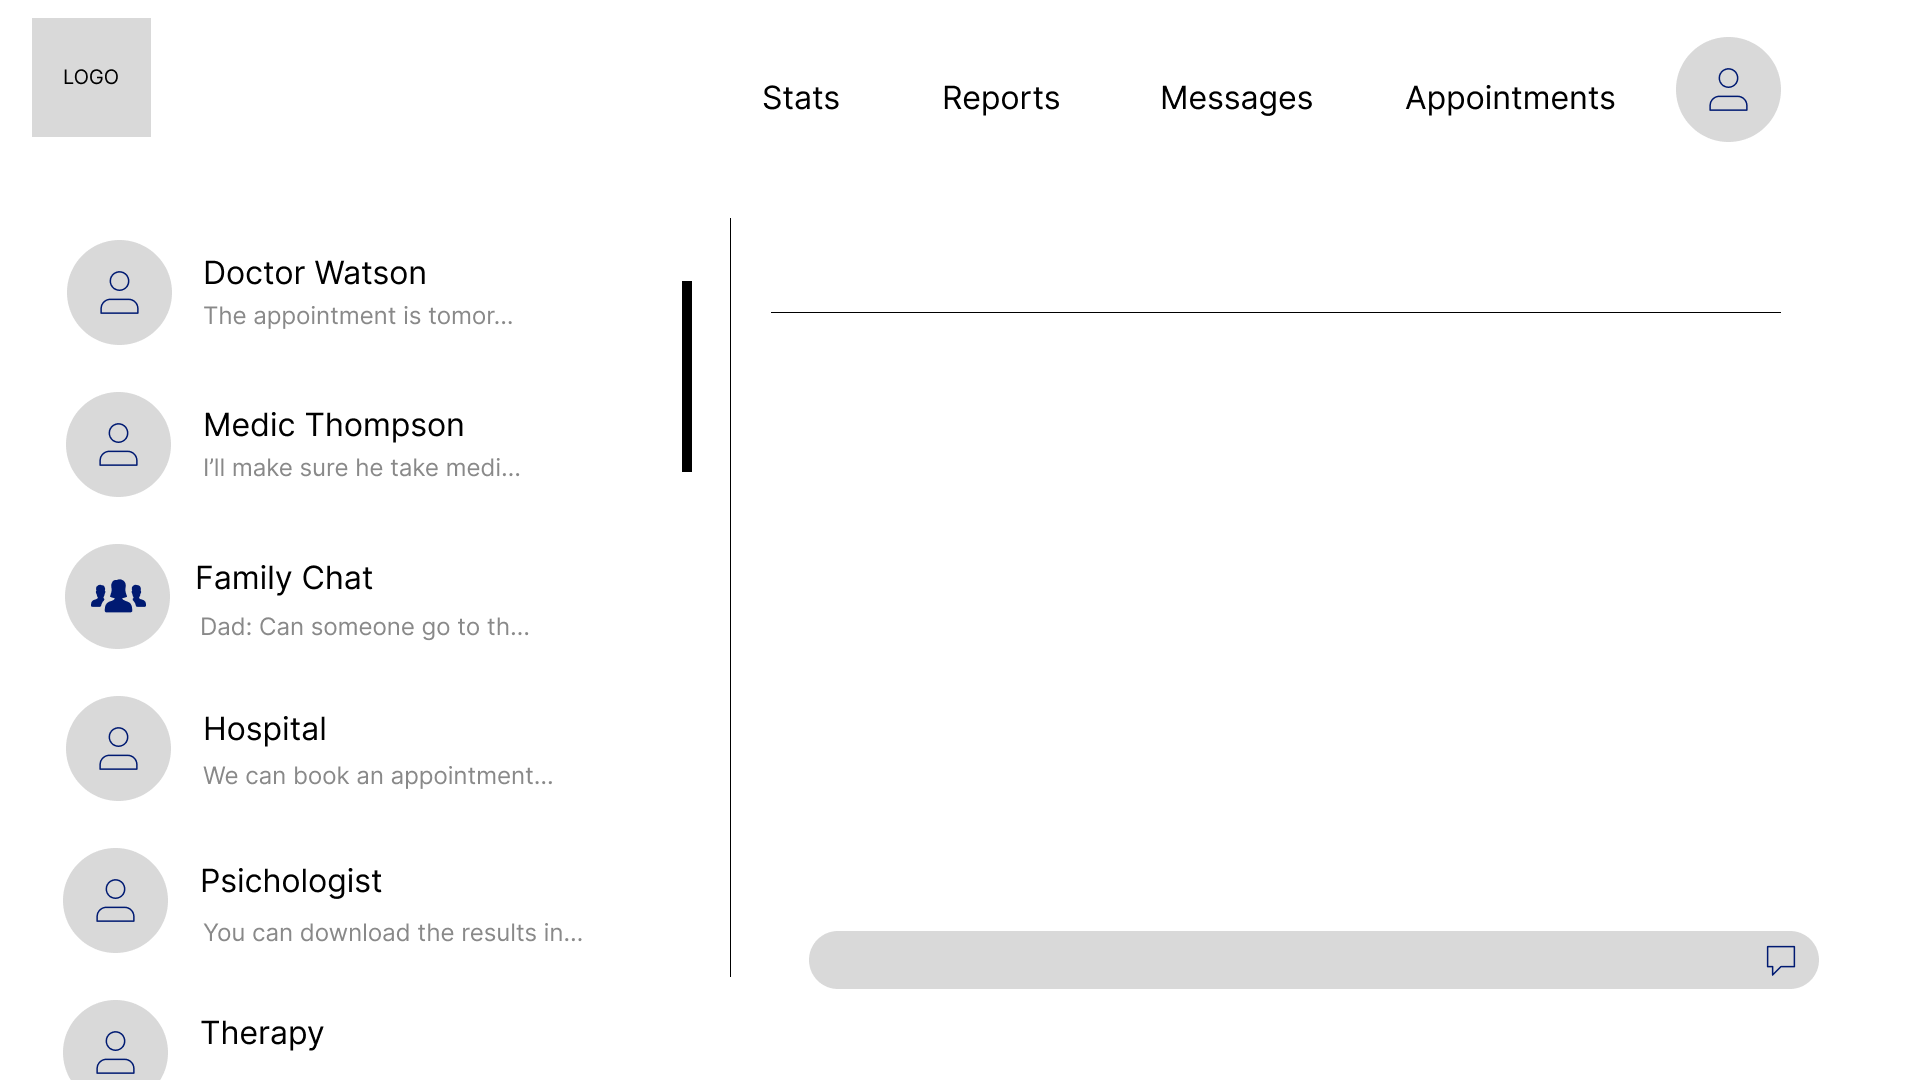 LOGO
Stats
Reports
Messages
Appointments
Doctor Watson
The appointment is tomor...
Medic Thompson
I’ll make sure he take medi...
Family Chat
Dad: Can someone go to th...
Hospital
We can book an appointment...
Psichologist
You can download the results in...
Therapy